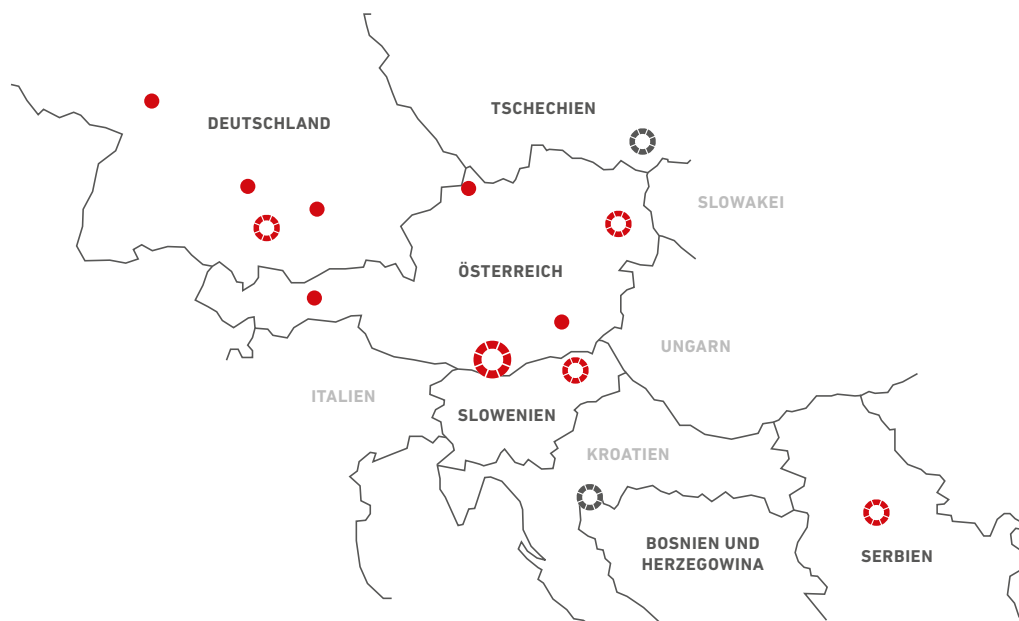 TSCHECHIEN
DEUTSCHLAND
SLOWAKEI
ÖSTERREICH
UNGARN
ITALIEN
SLOWENIEN
KROATIEN
BOSNIEN UND
HERZEGOWINA
SERBIEN